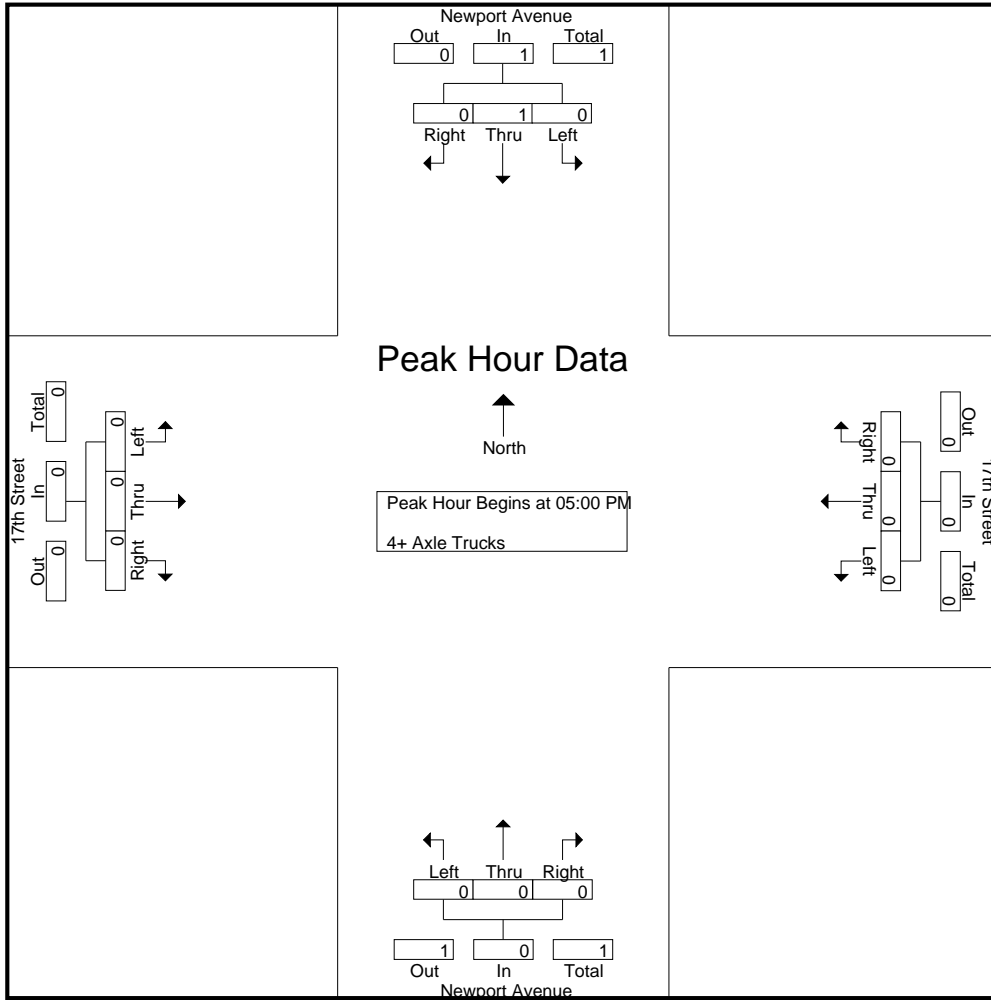 Newport Avenue
Out In Total
0 1 1
0 1 0
Right Thru Left
Peak Hour Data
North
Peak Hour Begins at 05:00 PM
4+ Axle Trucks
17th Street
Total In Out
0 0 0
0 0 0
Left Thru Right
17th Street
Out In Total
0 0 0
0 0 0
Right Thru Left
Left Thru Right
0 0 0
1 0 1
Out In Total
Newport Avenue